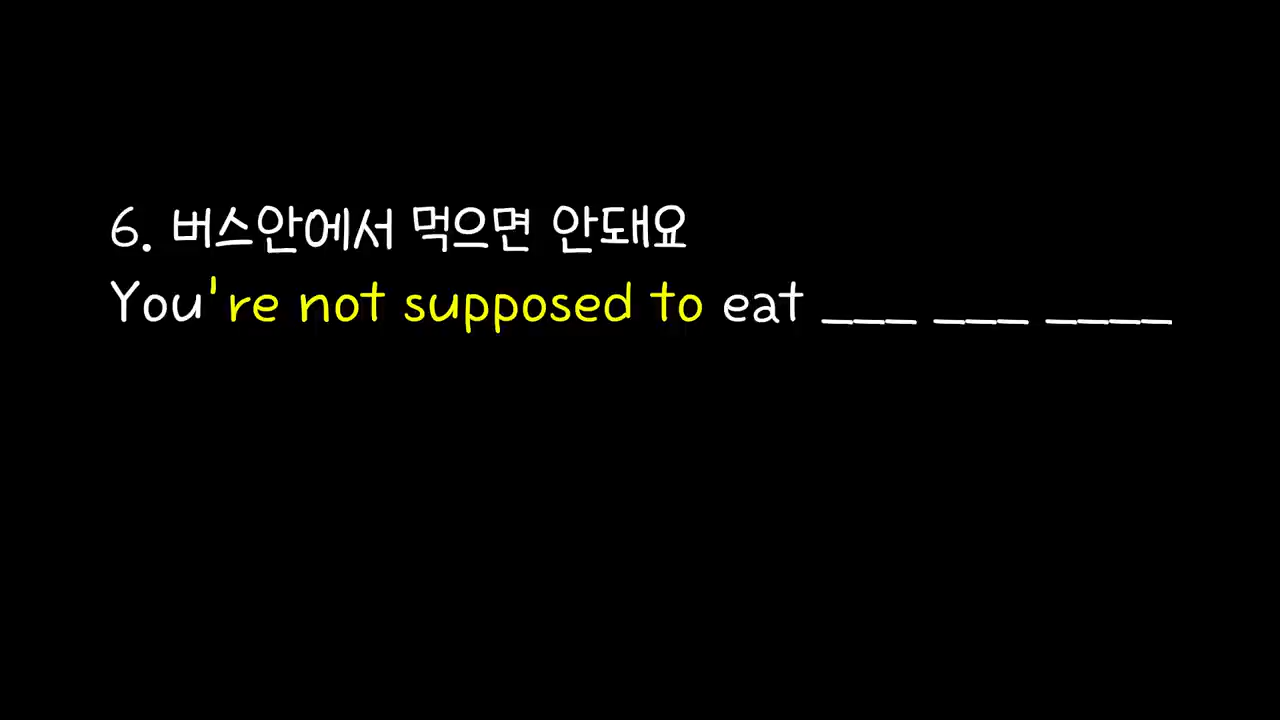 6. 버스안에서 먹으면 안돼요
You're not supposed to eat ___ ___ ____